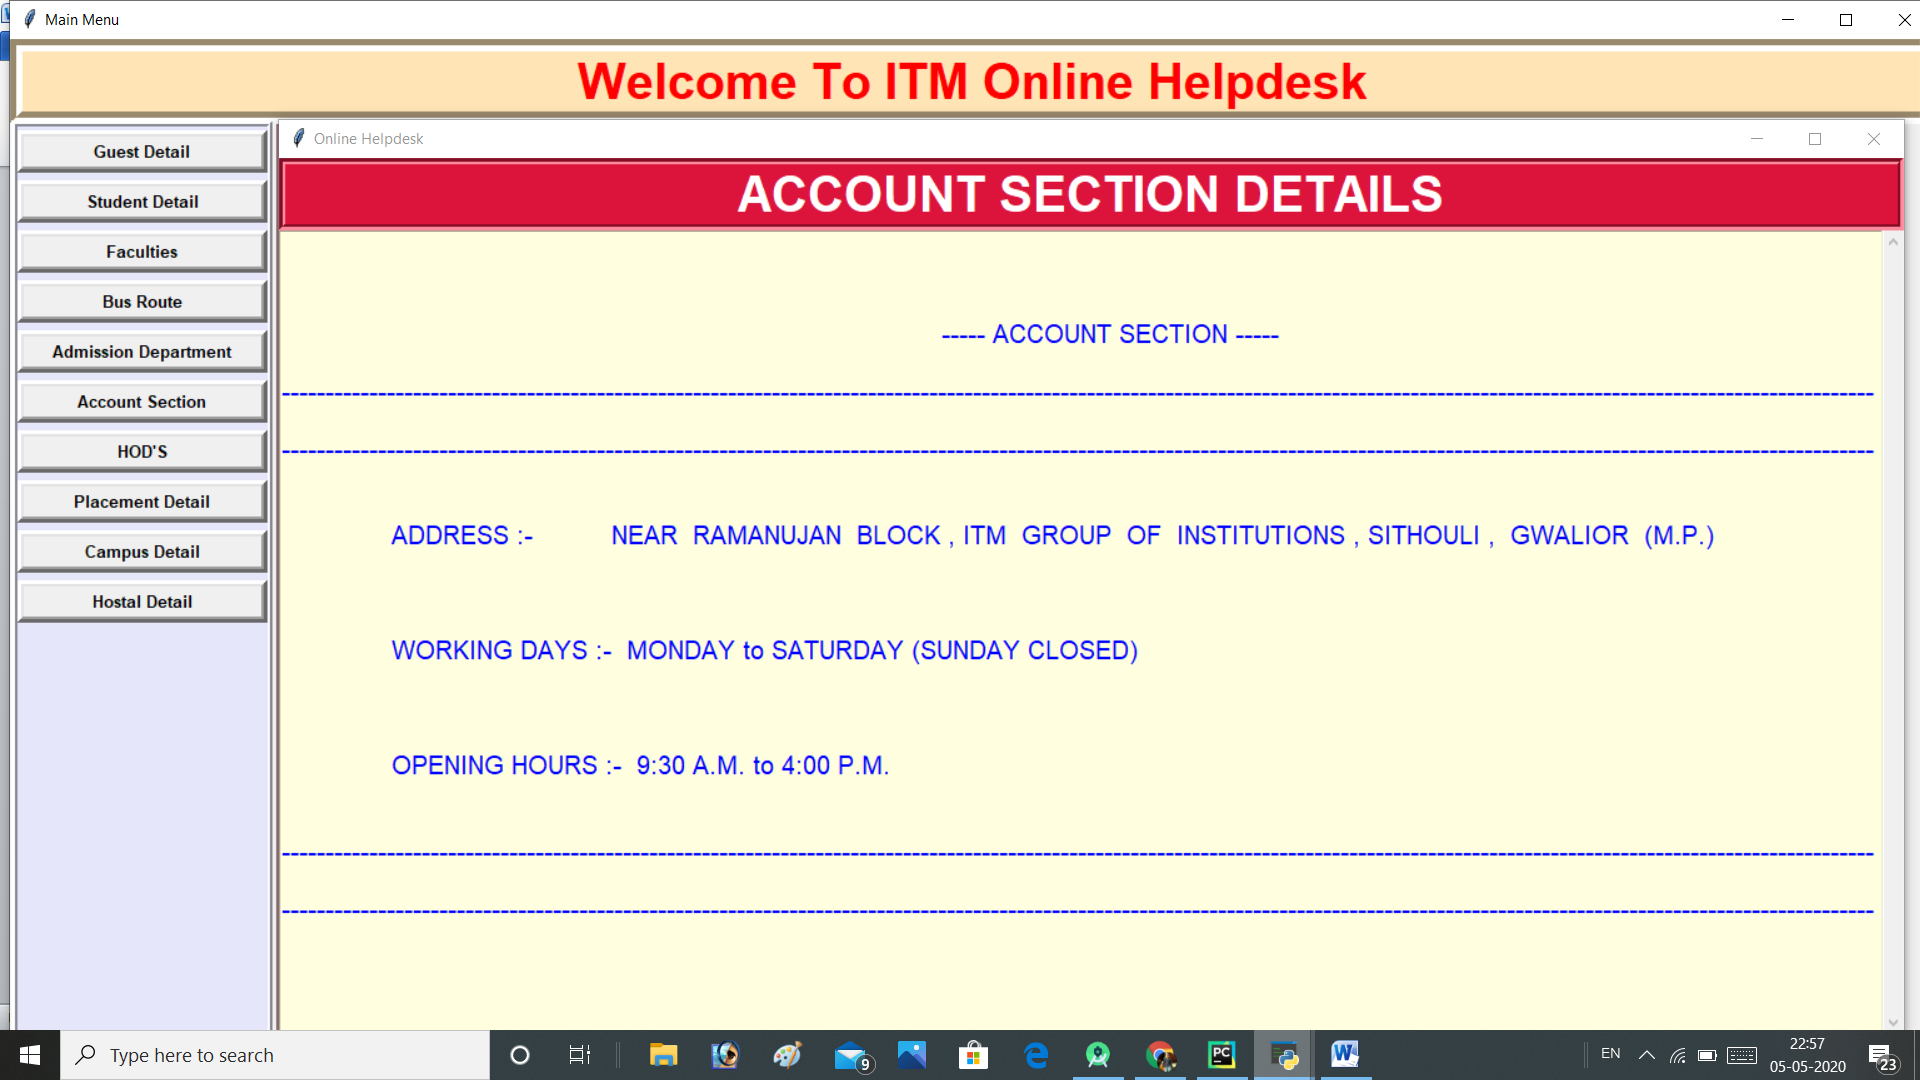 Main Menu
Welcome To ITM Online Helpdesk
Guest Detail
Student Detail
Faculties
Bus Route
Admission Department
Account Section
HOD'S
Placement Detail
Campus Detail
Hostal Detail
Online Helpdesk
ACCOUNT SECTION DETAILS
----- ACCOUNT SECTION -----
ADDRESS :- NEAR RAMANUJAN BLOCK , ITM GROUP OF INSTITUTIONS , SITHOULI , GWALIOR (M.P.)
WORKING DAYS :- MONDAY to SATURDAY (SUNDAY CLOSED)
OPENING HOURS :- 9:30 A.M. to 4:00 P.M.
Type here to search
9
PC
W
EN
22:57
05-05-2020
23